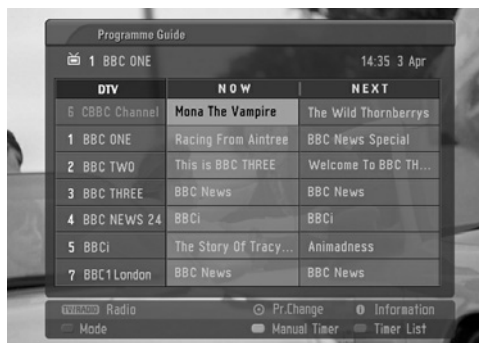 Programme Guide
1 BBC ONE 14:35 3 Apr
DTV NOW NEXT
6 CBBC Channel Mona The Vampire The Wild Thornberrys
1 BBC ONE Racing From Aintree BBC News Special
2 BBC TWO This is BBC THREE Welcome To BBC TH...
3 BBC THREE BBC News BBC News
4 BBC NEWS 24 BBCi BBCi
5 BBCi The Story Of Tracy... Animadness
7 BBC1 London BBC News BBC News
TV/RADIO Radio Pr.Change i Information
Mode Manual Timer Timer List